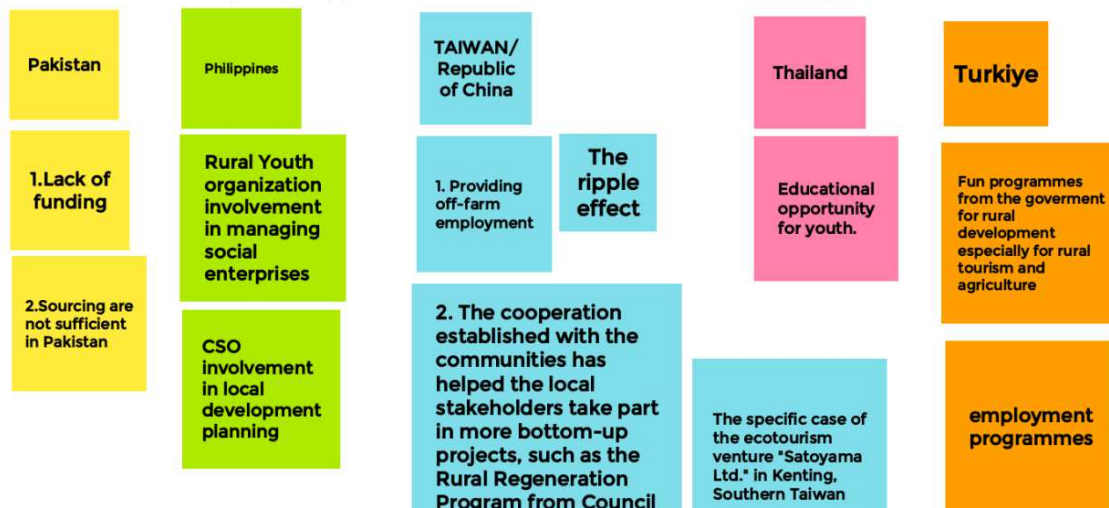 Pakistan
1.Lack of
funding
2.Sourcing are
not sufficient
in Pakistan
Philippines
Rural Youth
organization
involvement
in managing
social
enterprises
CSO
involvement
in local
development
planning
TAIWAN/
Republic
of China
1. Providing
off-farm
employment
The
ripple
effect
2. The cooperation
established with the
communities has
helped the local
stakeholders take part
in more bottom-up
projects, such as the
Rural Regeneration
Program from Council
The specific case of
the ecotourism
venture "Satoyama
Ltd." in Kenting,
Southern Taiwan
Thailand
Educational
opportunity
for youth.
Turkiye
Fun programmes
from the goverment
for rural
development
especially for rural
tourism and
agriculture
employment
programmes